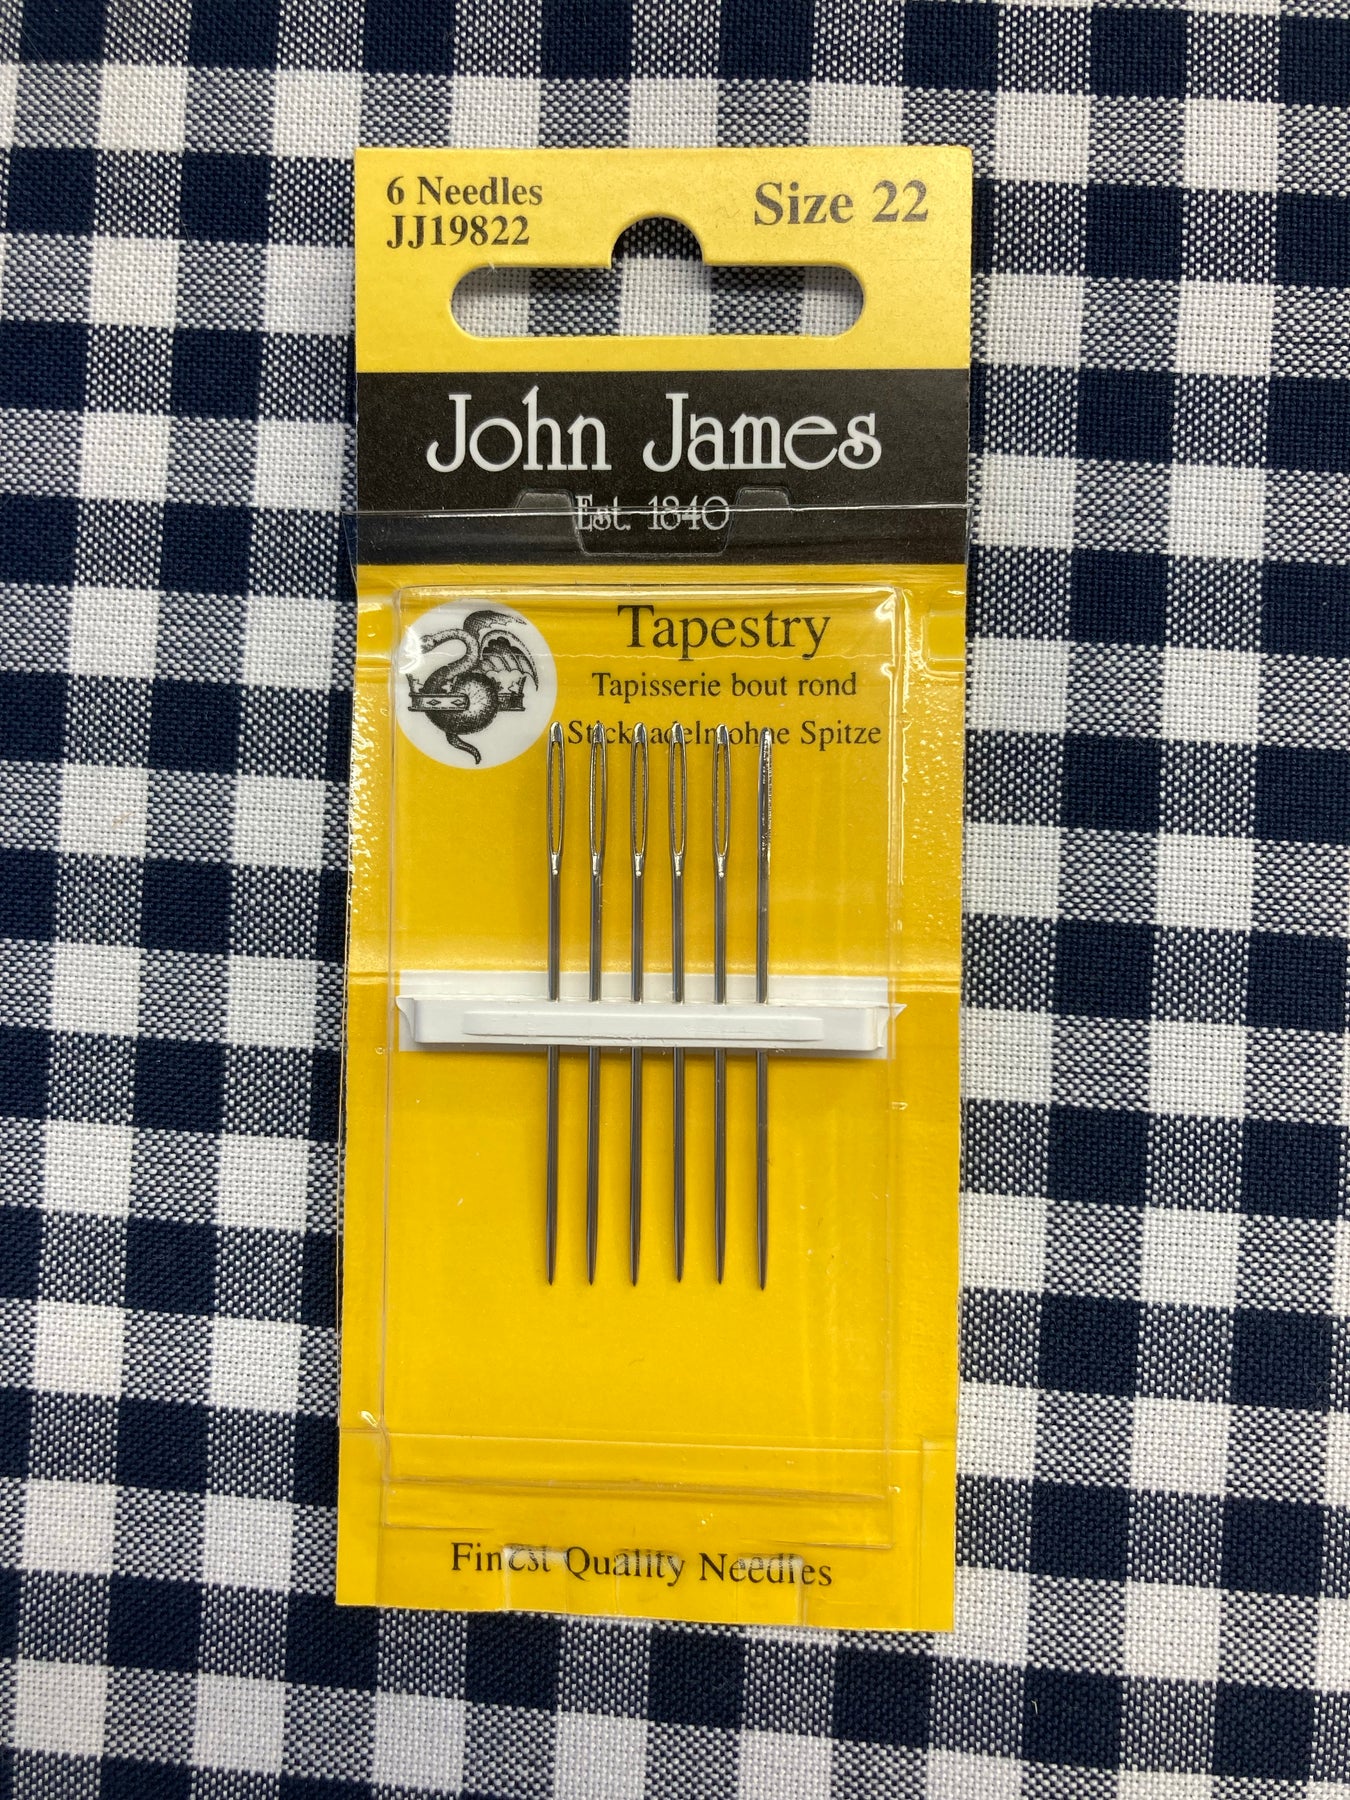 6 Needles
JJ19822
Size 22
John James
Est. 1840
Tapestry
Tapisserie bout rond
Sticknadeln ohne Spitze
Finest Quality Needles